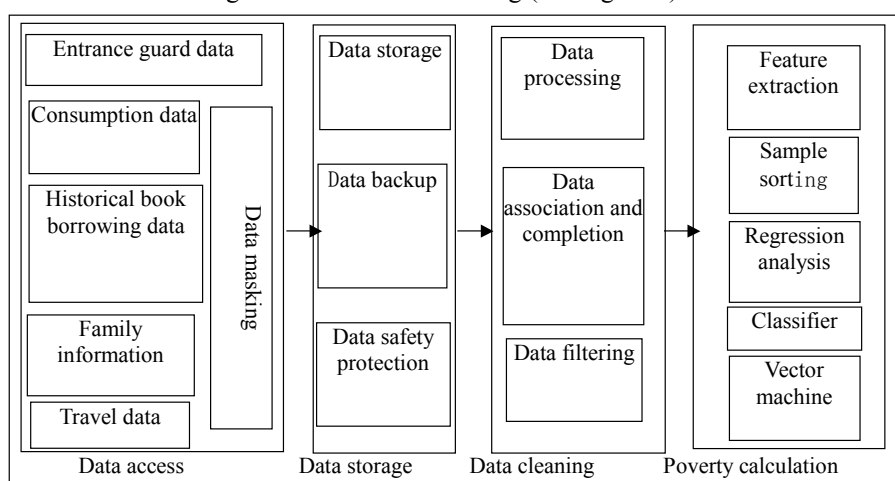 Entrance guard data
Consumption data
Historical book
borrowing data
Family
information
Travel data
Data masking
Data access
Data storage
Data backup
Data safety
protection
Data storage
Data
processing
Data
association and
completion
Data filtering
Data cleaning
Feature
extraction
Sample
sorting
Regression
analysis
Classifier
Vector
machine
Poverty calculation